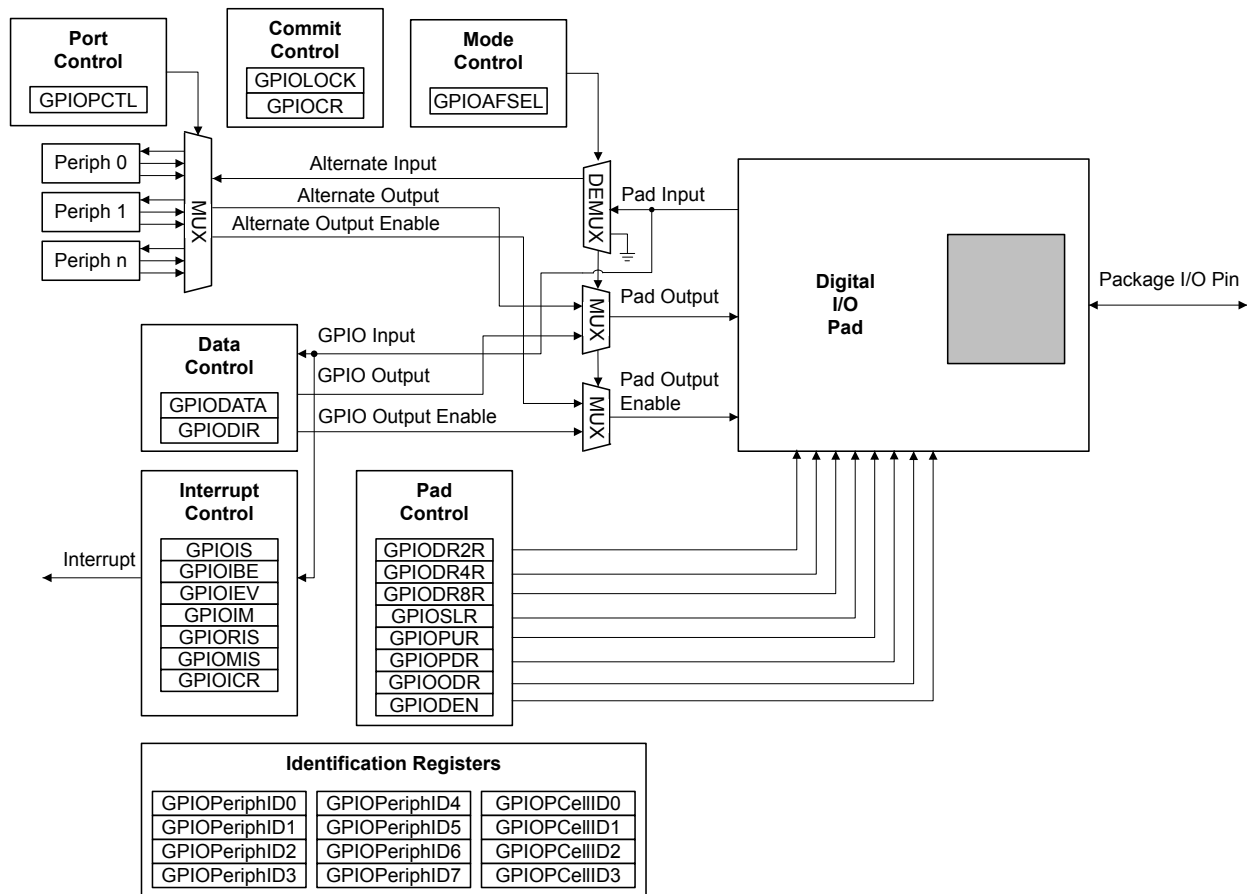 Port
Control
GPIOPCTL
Commit
Control
GPIOLOCK
GPIOCR
Mode
Control
GPIOAFSEL
Periph 0
Periph 1
Periph n
MUX
Alternate Input
Alternate Output
Alternate Output Enable
DEMUX
Pad Input
MUX
Pad Output
MUX
Pad Output
Enable
Digital
I/O
Pad
Package I/O Pin
Data
Control
GPIODATA
GPIODIR
GPIO Input
GPIO Output
GPIO Output Enable
Interrupt
Control
GPIOIS
GPIOIBE
GPIOIEV
GPIOIM
GPIORIS
GPIOMIS
GPIOICR
Interrupt
Pad
Control
GPIODR2R
GPIODR4R
GPIODR8R
GPIOSLR
GPIOPUR
GPIOPDR
GPIOODR
GPIODEN
Identification Registers
GPIOPeriphID0
GPIOPeriphID1
GPIOPeriphID2
GPIOPeriphID3
GPIOPeriphID4
GPIOPeriphID5
GPIOPeriphID6
GPIOPeriphID7
GPIOPCellID0
GPIOPCellID1
GPIOPCellID2
GPIOPCellID3